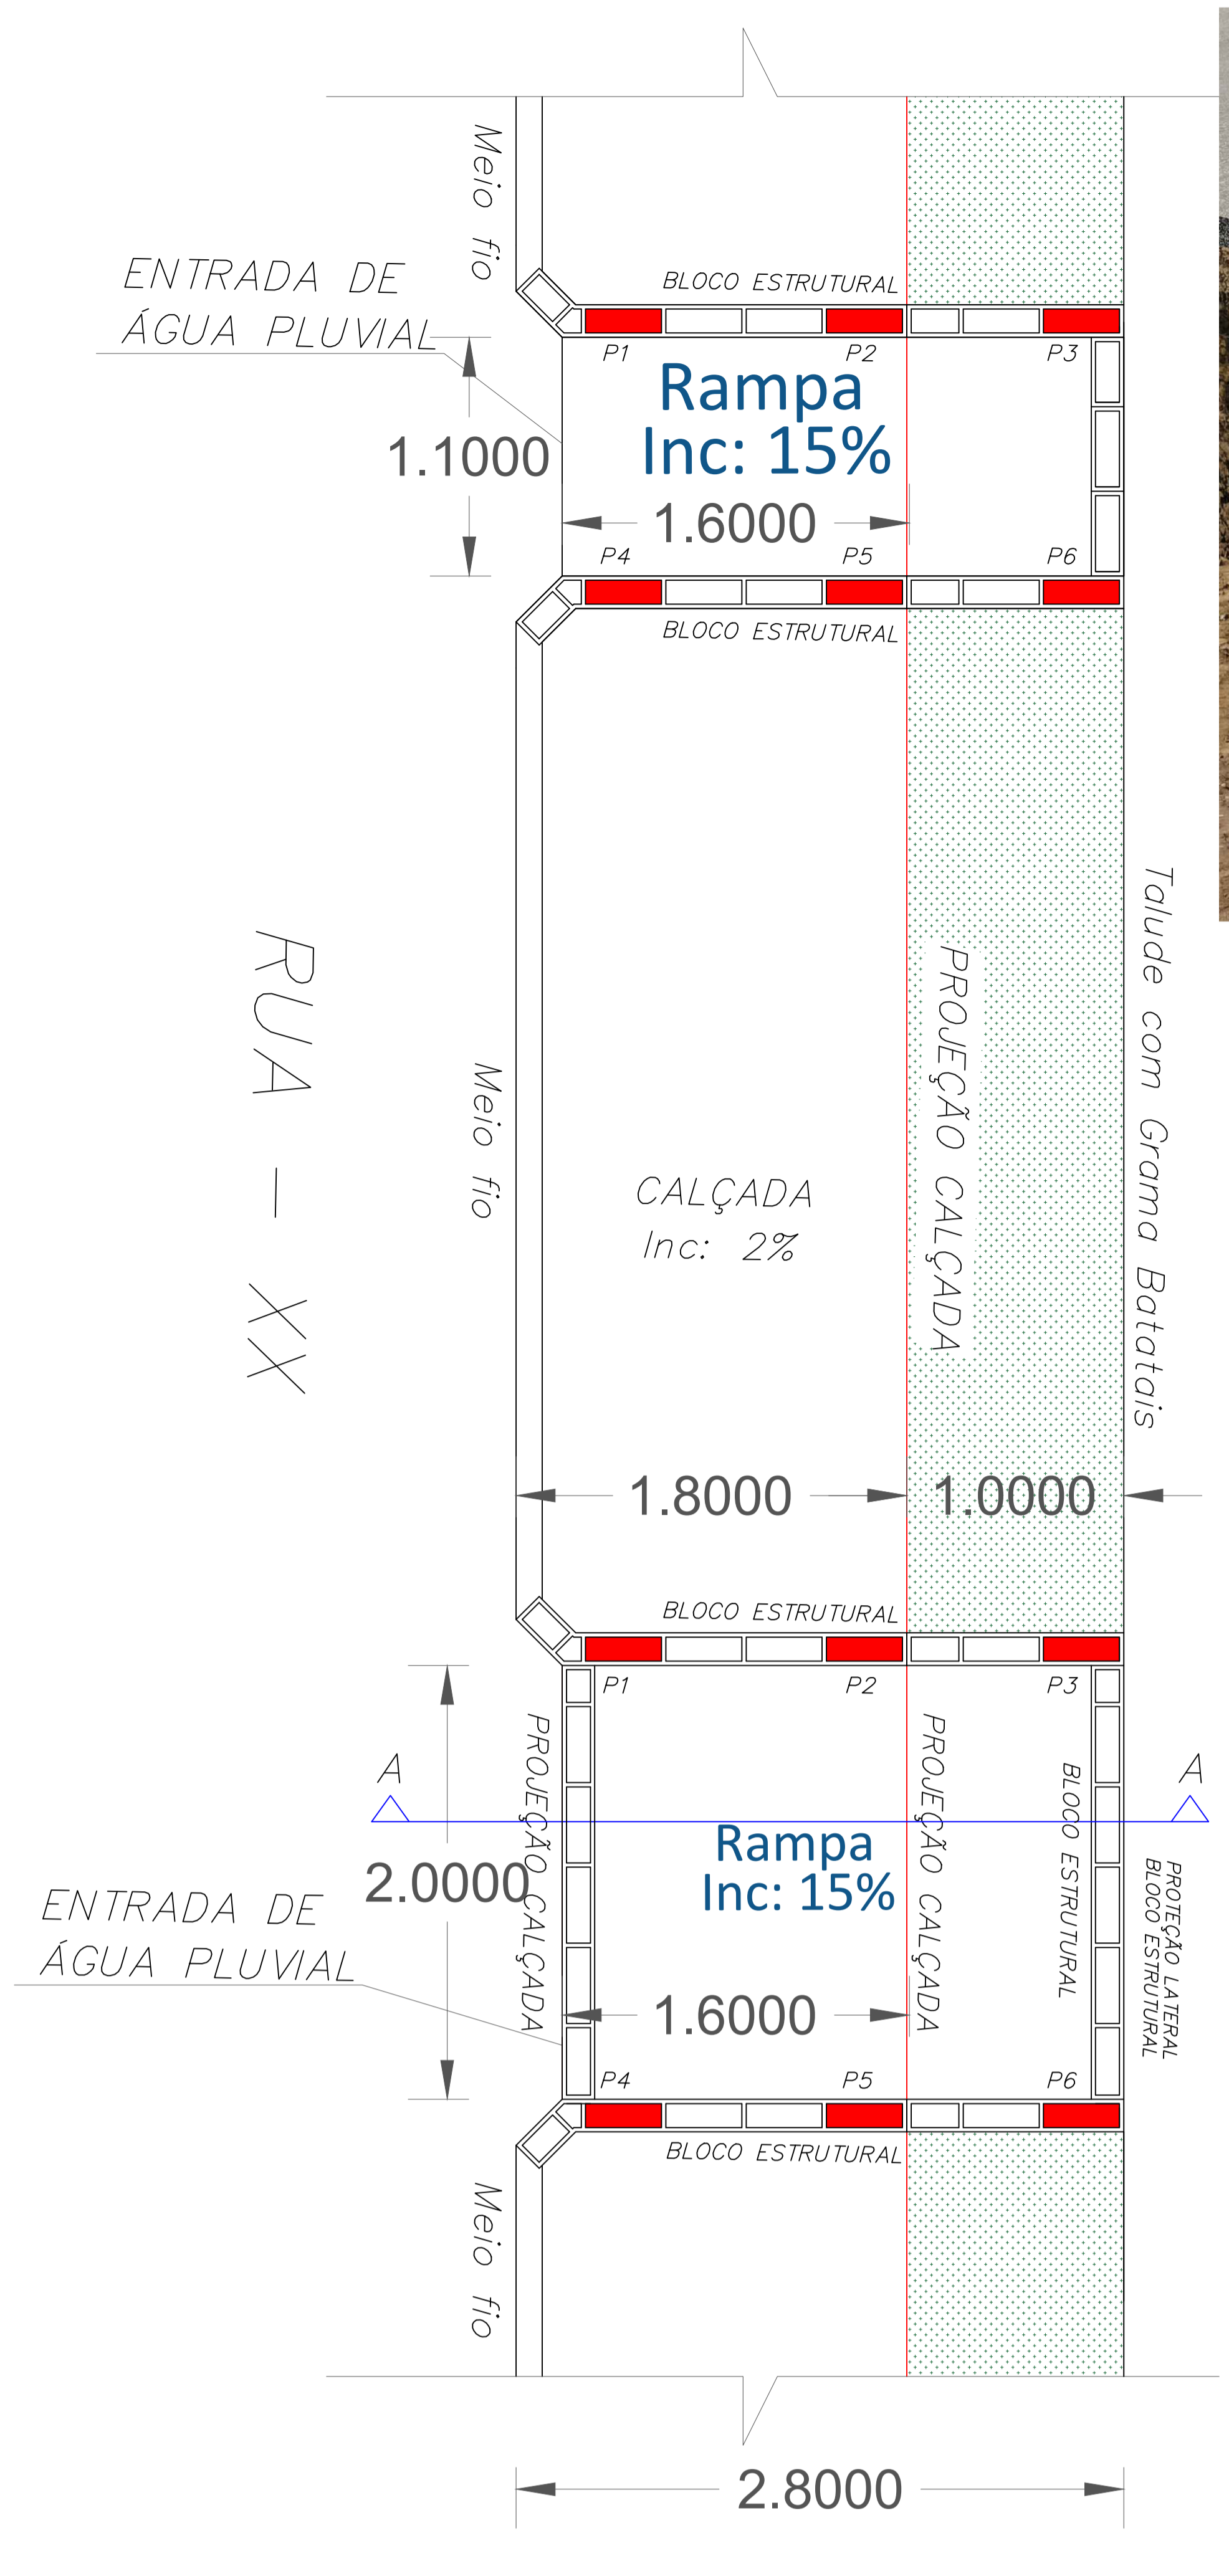 Meio fio
ENTRADA DE
ÁGUA PLUVIAL
BLOCO ESTRUTURAL
P1
P2
P3
Rampa
Inc: 15%
1.1000
1.6000
P4
P5
P6
BLOCO ESTRUTURAL
RUA - XX
Meio fio
CALÇADA
Inc: 2%
PROJEÇÃO CALÇADA
Talude com Grama Batatais
1.8000
1.0000
BLOCO ESTRUTURAL
P1
P2
P3
A
A
PROJEÇÃO CALÇADA
Rampa
Inc: 15%
PROJEÇÃO CALÇADA
BLOCO ESTRUTURAL
PROTEÇÃO LATERAL
BLOCO ESTRUTURAL
2.0000
ENTRADA DE
ÁGUA PLUVIAL
1.6000
P4
P5
P6
BLOCO ESTRUTURAL
Meio fio
2.8000